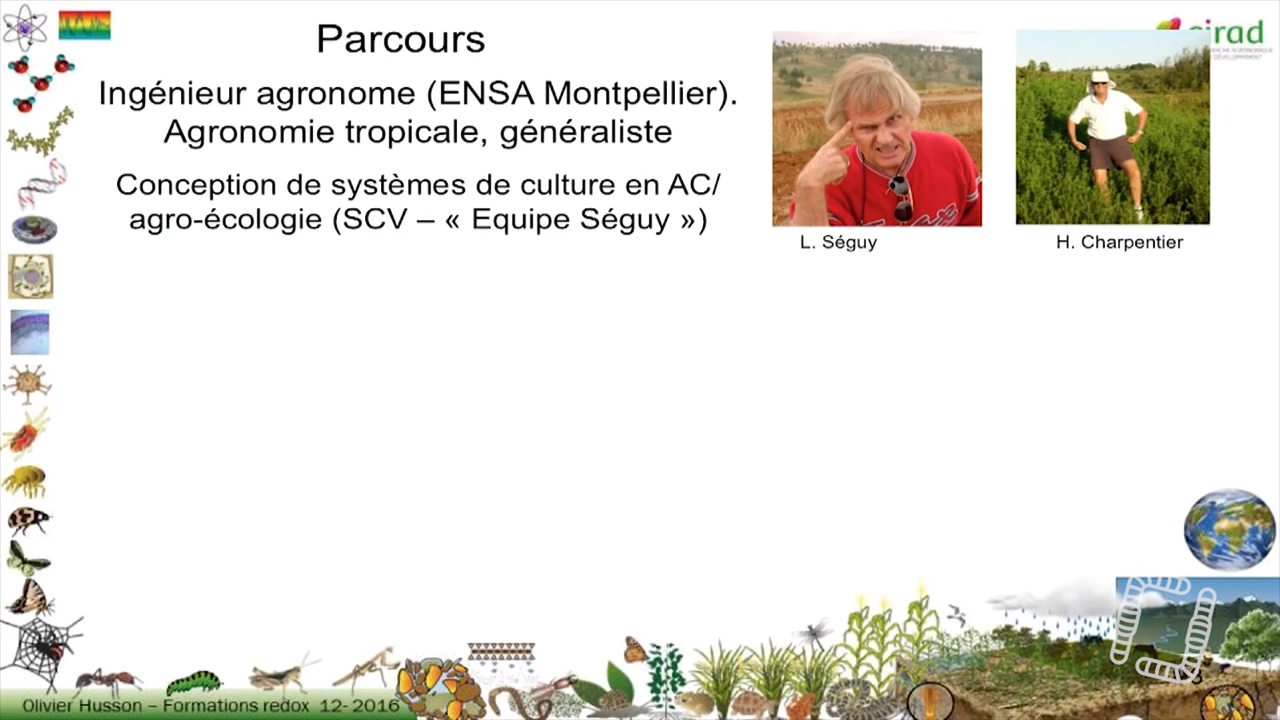 Parcours
cirad
Ingénieur agronome (ENSA Montpellier).
Agronomie tropicale, généraliste
Conception de systèmes de culture en AC/
agro-écologie (SCV – « Equipe Séguy »)
L. Séguy
H. Charpentier
Olivier Husson – Formations redox 12- 2016